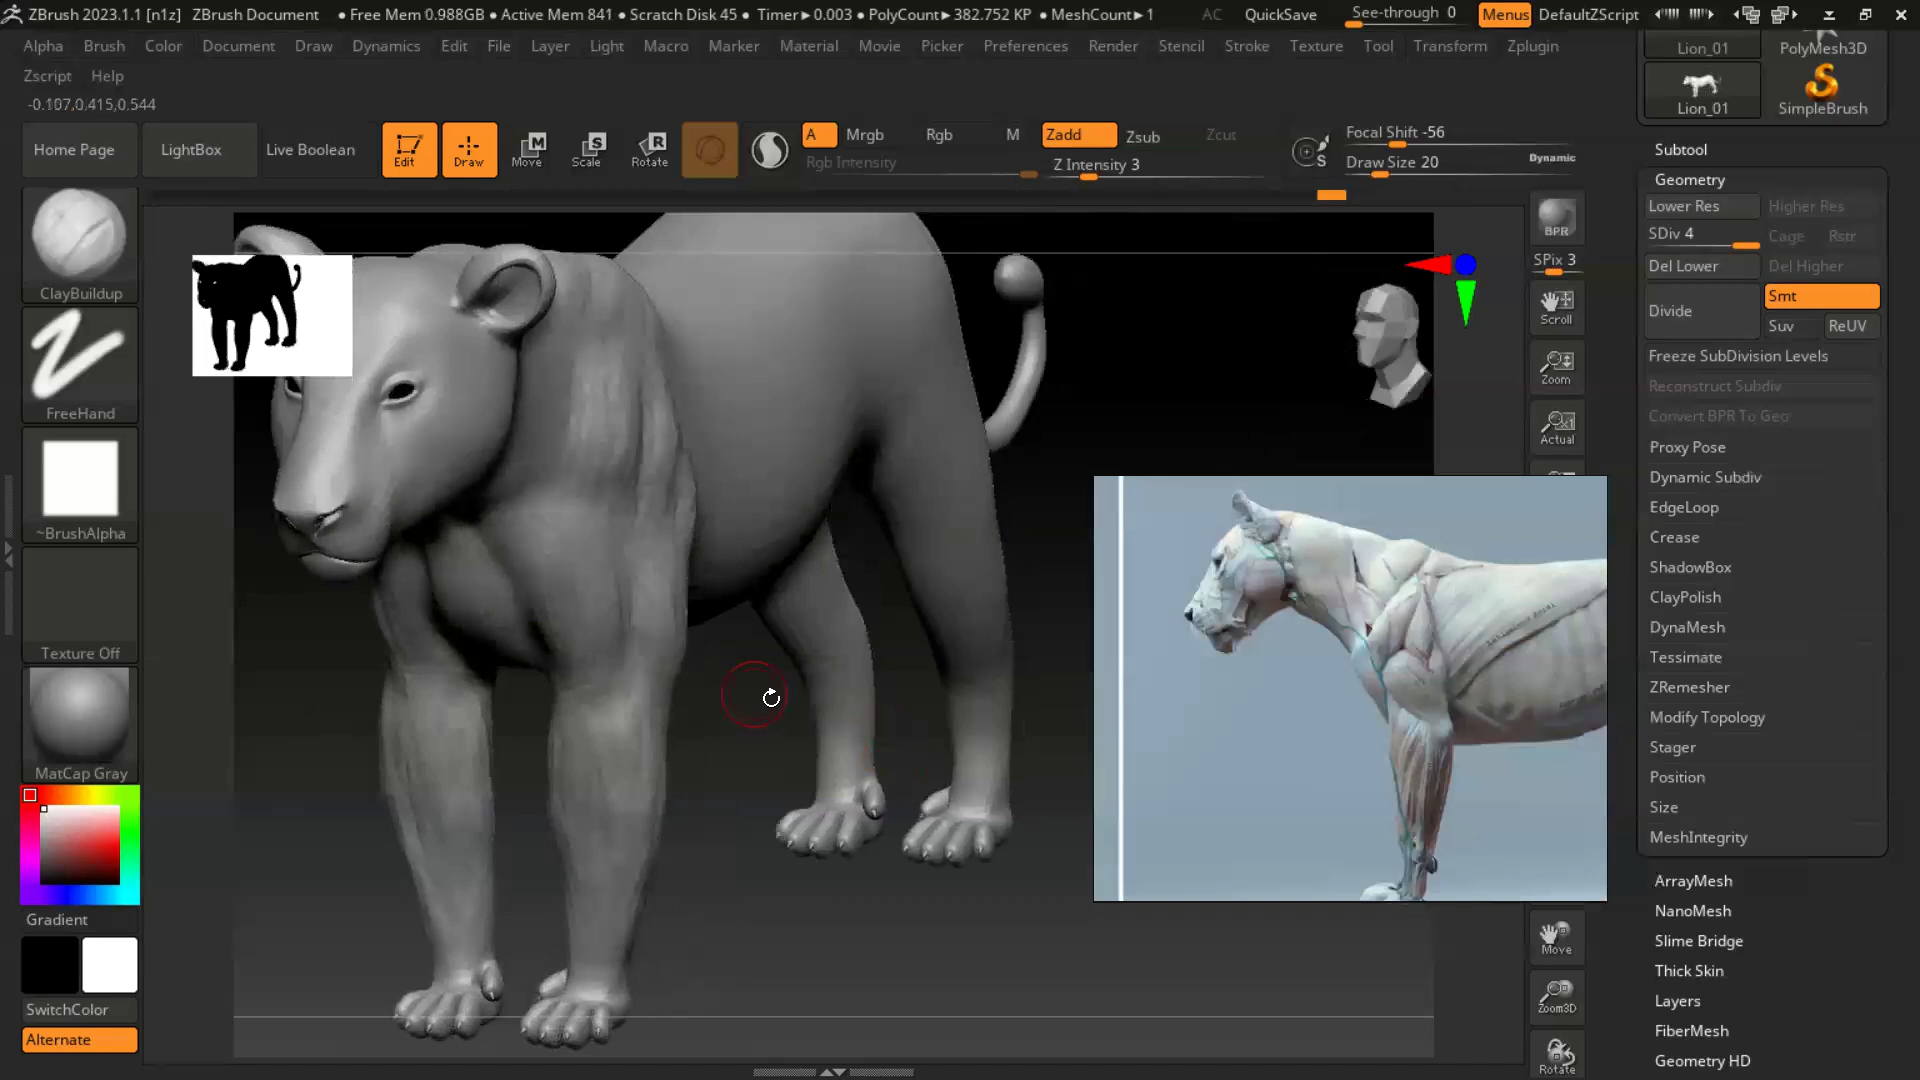 ZBrush 2023.1.1 [n1z] ZBrush Document ● Free Mem 0.988GB ● Active Mem 841 ● Scratch Disk 45 ● Timer►0.003 ● PolyCount►382.752 KP ● MeshCount►1 AC QuickSave See-through 0 Menus DefaultZScript
Alpha Brush Color Document Draw Dynamics Edit File Layer Light Macro Marker Material Movie Picker Preferences Render Stencil Stroke Texture Tool Transform Zplugin
Zscript Help
-0.107,0.415,0.544
Home Page LightBox Live Boolean Edit Draw Move Scale Rotate A Mrgb Rgb M Zadd Zsub Zcut Focal Shift -56
Rgb Intensity Z Intensity 3 Draw Size 20 Dynamic
M
S
R
S
ClayBuildup
FreeHand
~BrushAlpha
Texture Off
MatCap Gray
Gradient
SwitchColor
Alternate
BPR
SPix 3
Scroll
Zoom
Actual
Move
Zoom3D
Rotate
Lion_01 PolyMesh3D
Lion_01 SimpleBrush
Subtool
Geometry
Lower Res Higher Res
SDiv 4 Cage Rstr
Del Lower Del Higher
Divide Smt
Suv ReUV
Freeze SubDivision Levels
Reconstruct Subdiv
Convert BPR To Geo
Proxy Pose
Dynamic Subdiv
EdgeLoop
Crease
ShadowBox
ClayPolish
DynaMesh
Tessimate
ZRemesher
Modify Topology
Stager
Position
Size
MeshIntegrity
ArrayMesh
NanoMesh
Slime Bridge
Thick Skin
Layers
FiberMesh
Geometry HD